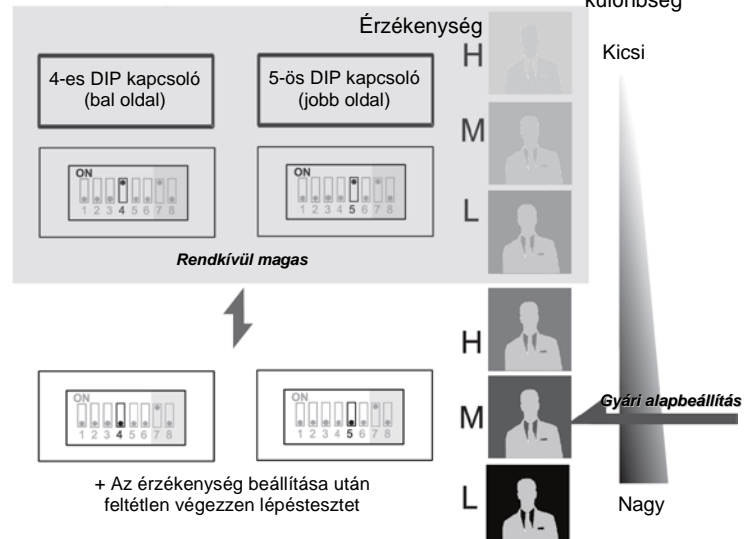 különbség
Érzékenység
H
Kicsi
4-es DIP kapcsoló
(bal oldal)
5-ös DIP kapcsoló
(jobb oldal)
M
ON
1 2 3 4 5 6 7 8
ON
1 2 3 4 5 6 7 8
L
Rendkívül magas
H
Gyári alapbeállítás
ON
1 2 3 4 5 6 7 8
ON
1 2 3 4 5 6 7 8
M
+ Az érzékenység beállítása után
feltétlen végezzen lépéstesztet
L
Nagy